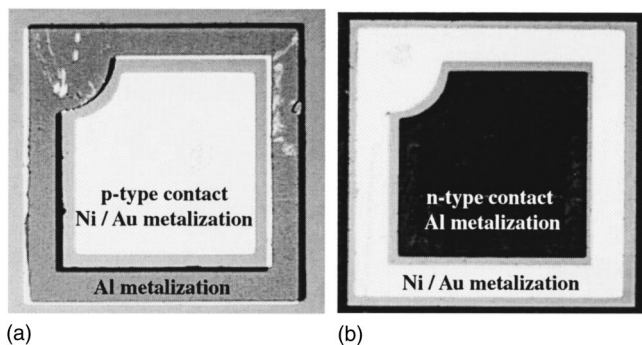 p-type contact
Ni / Au metalization
Al metalization
(a)
n-type contact
Al metalization
Ni / Au metalization
(b)